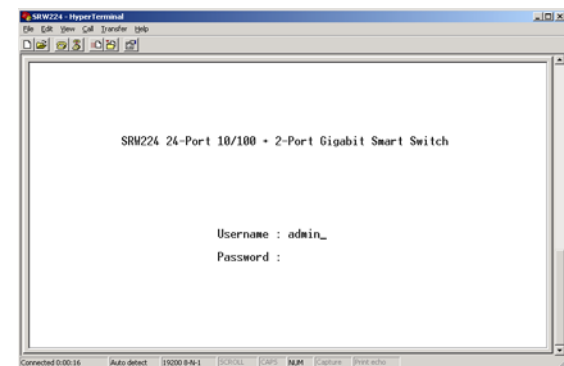 SRW224 - HyperTerminal
File Edit View Call Transfer Help
SRW224 24-Port 10/100 + 2-Port Gigabit Smart Switch
Username : admin_
Password :
Connected 0:00:16 Auto detect 19200 8-N-1 SCROLL CAPS NUM Capture Print echo